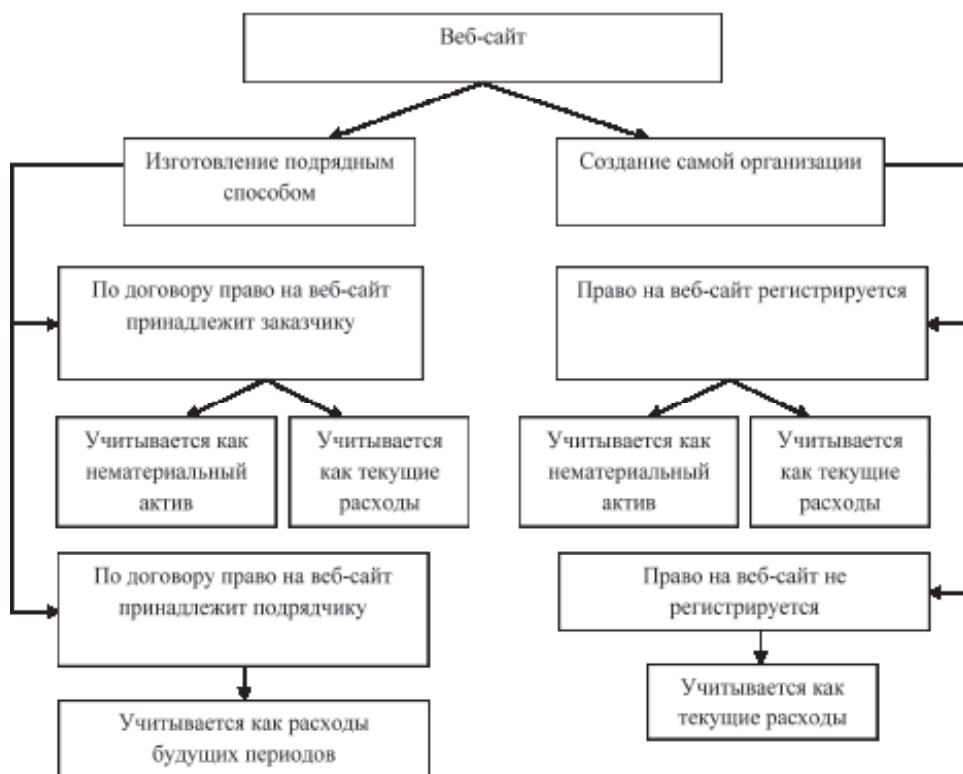 Веб-сайт
Изготовление подрядным
способом
Создание самой организации
По договору право на веб-сайт
принадлежит заказчику
Право на веб-сайт регистрируется
Учитывается как
нематериальный
актив
Учитывается
как текущие
расходы
Учитывается как
нематериальный
актив
Учитывается
как текущие
расходы
По договору право на веб-сайт
принадлежит подрядчику
Право на веб-сайт не
регистрируется
Учитывается как расходы
будущих периодов
Учитывается как
текущие расходы